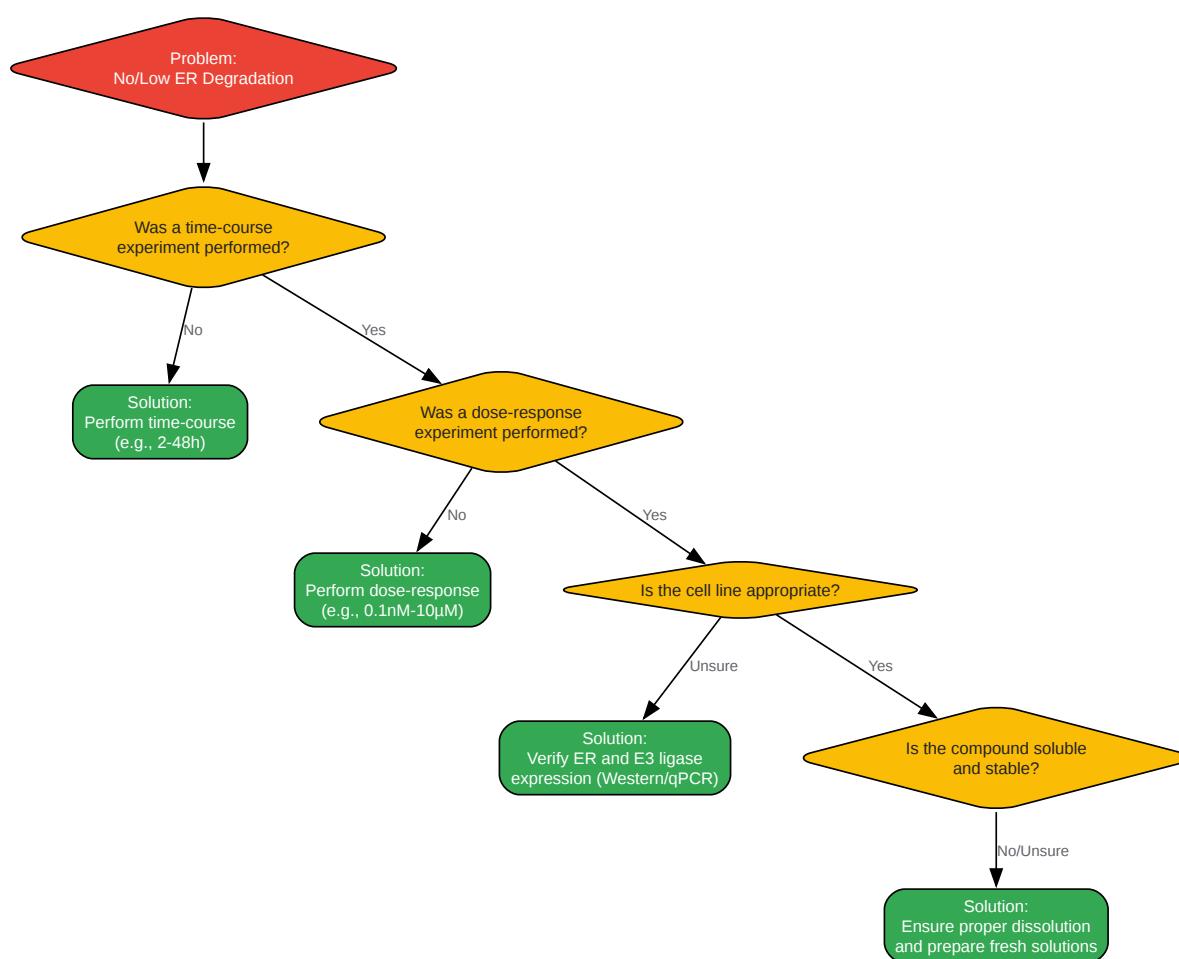 Problem:
No/Low ER Degradation
Was a time-course
experiment performed?
No
Yes
Solution:
Perform time-course
(e.g., 2-48h)
Was a dose-response
experiment performed?
No
Yes
Solution:
Perform dose-response
(e.g., 0.1nM-10µM)
Is the cell line appropriate?
Unsure
Yes
Solution:
Verify ER and E3 ligase
expression (Western/qPCR)
Is the compound soluble
and stable?
No/Unsure
Solution:
Ensure proper dissolution
and prepare fresh solutions